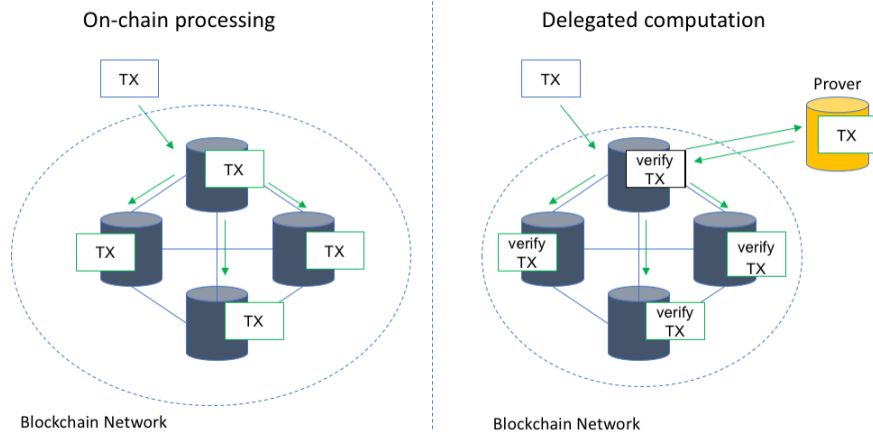 On-chain processing
TX
TX
TX
TX
TX
Blockchain Network
Delegated computation
TX
Prover
TX
verify
TX
verify
TX
verify
TX
verify
TX
Blockchain Network